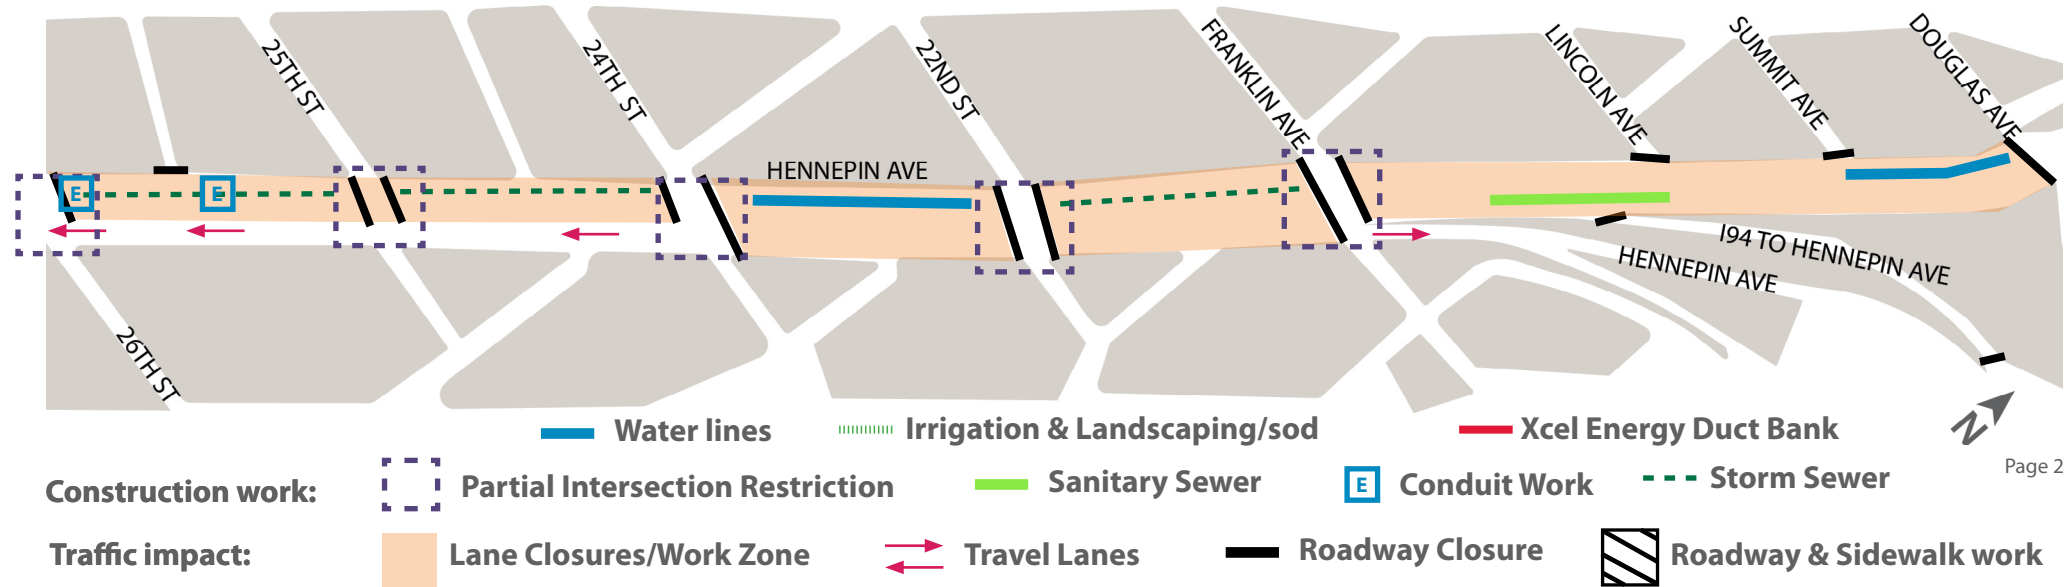 25TH ST
24TH ST
22ND ST
FRANKLIN AVE
LINCOLN AVE
SUMMIT AVE
DOUGLAS AVE
HENNEPIN AVE
E
E
I94 TO HENNEPIN AVE
HENNEPIN AVE
26TH ST
N
Water lines
Irrigation & Landscaping/sod
Xcel Energy Duct Bank
Page 2
Construction work:
Partial Intersection Restriction
Sanitary Sewer
E
Conduit Work
Storm Sewer
Traffic impact:
Lane Closures/Work Zone
Travel Lanes
Roadway Closure
Roadway & Sidewalk work